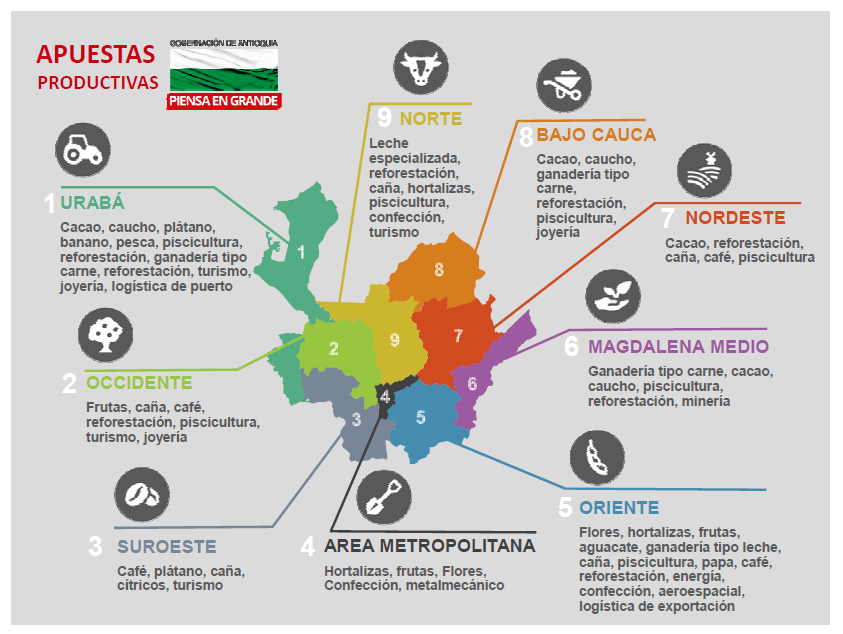 APUESTAS
PRODUCTIVAS
GOBERNACIÓN DE ANTIOQUIA
PIENSA EN GRANDE
1 URABÁ
Cacao, caucho, plátano,
banano, pesca, piscicultura,
reforestación, ganadería tipo
carne, reforestación, turismo,
joyería, logística de puerto
2 OCCIDENTE
Frutas, caña, café,
reforestación, piscicultura,
turismo, joyería
3 SUROESTE
Café, plátano, caña,
cítricos, turismo
4 AREA METROPOLITANA
Hortalizas, frutas, Flores,
Confección, metalmecánico
5 ORIENTE
Flores, hortalizas, frutas,
aguacate, ganadería tipo leche,
caña, piscicultura, papa, café,
reforestación, energía,
confección, aeroespacial,
logística de exportación
6 MAGDALENA MEDIO
Ganadería tipo carne, cacao,
caucho, piscicultura,
reforestación, minería
7 NORDESTE
Cacao, reforestación,
caña, café, piscicultura
8 BAJO CAUCA
Cacao, caucho,
ganadería tipo
carne,
reforestación,
piscicultura,
joyería
9 NORTE
Leche
especializada,
reforestación,
caña, hortalizas,
piscicultura,
confección,
turismo
1
2
3
4
5
6
7
8
9